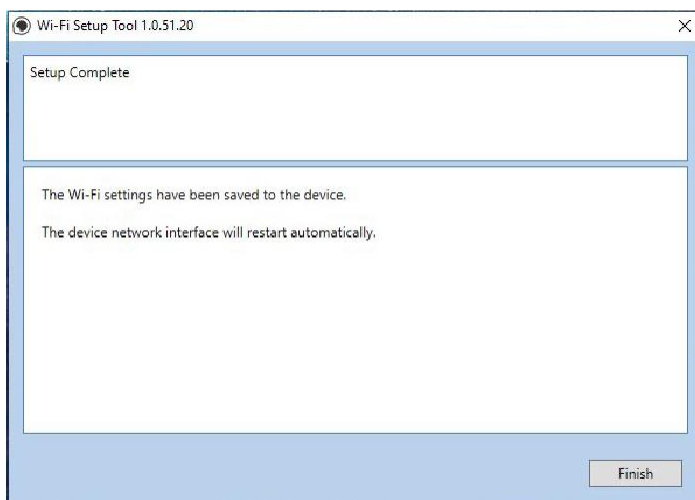 Wi-Fi Setup Tool 1.0.51.20
Setup Complete
The Wi-Fi settings have been saved to the device.
The device network interface will restart automatically.
Finish